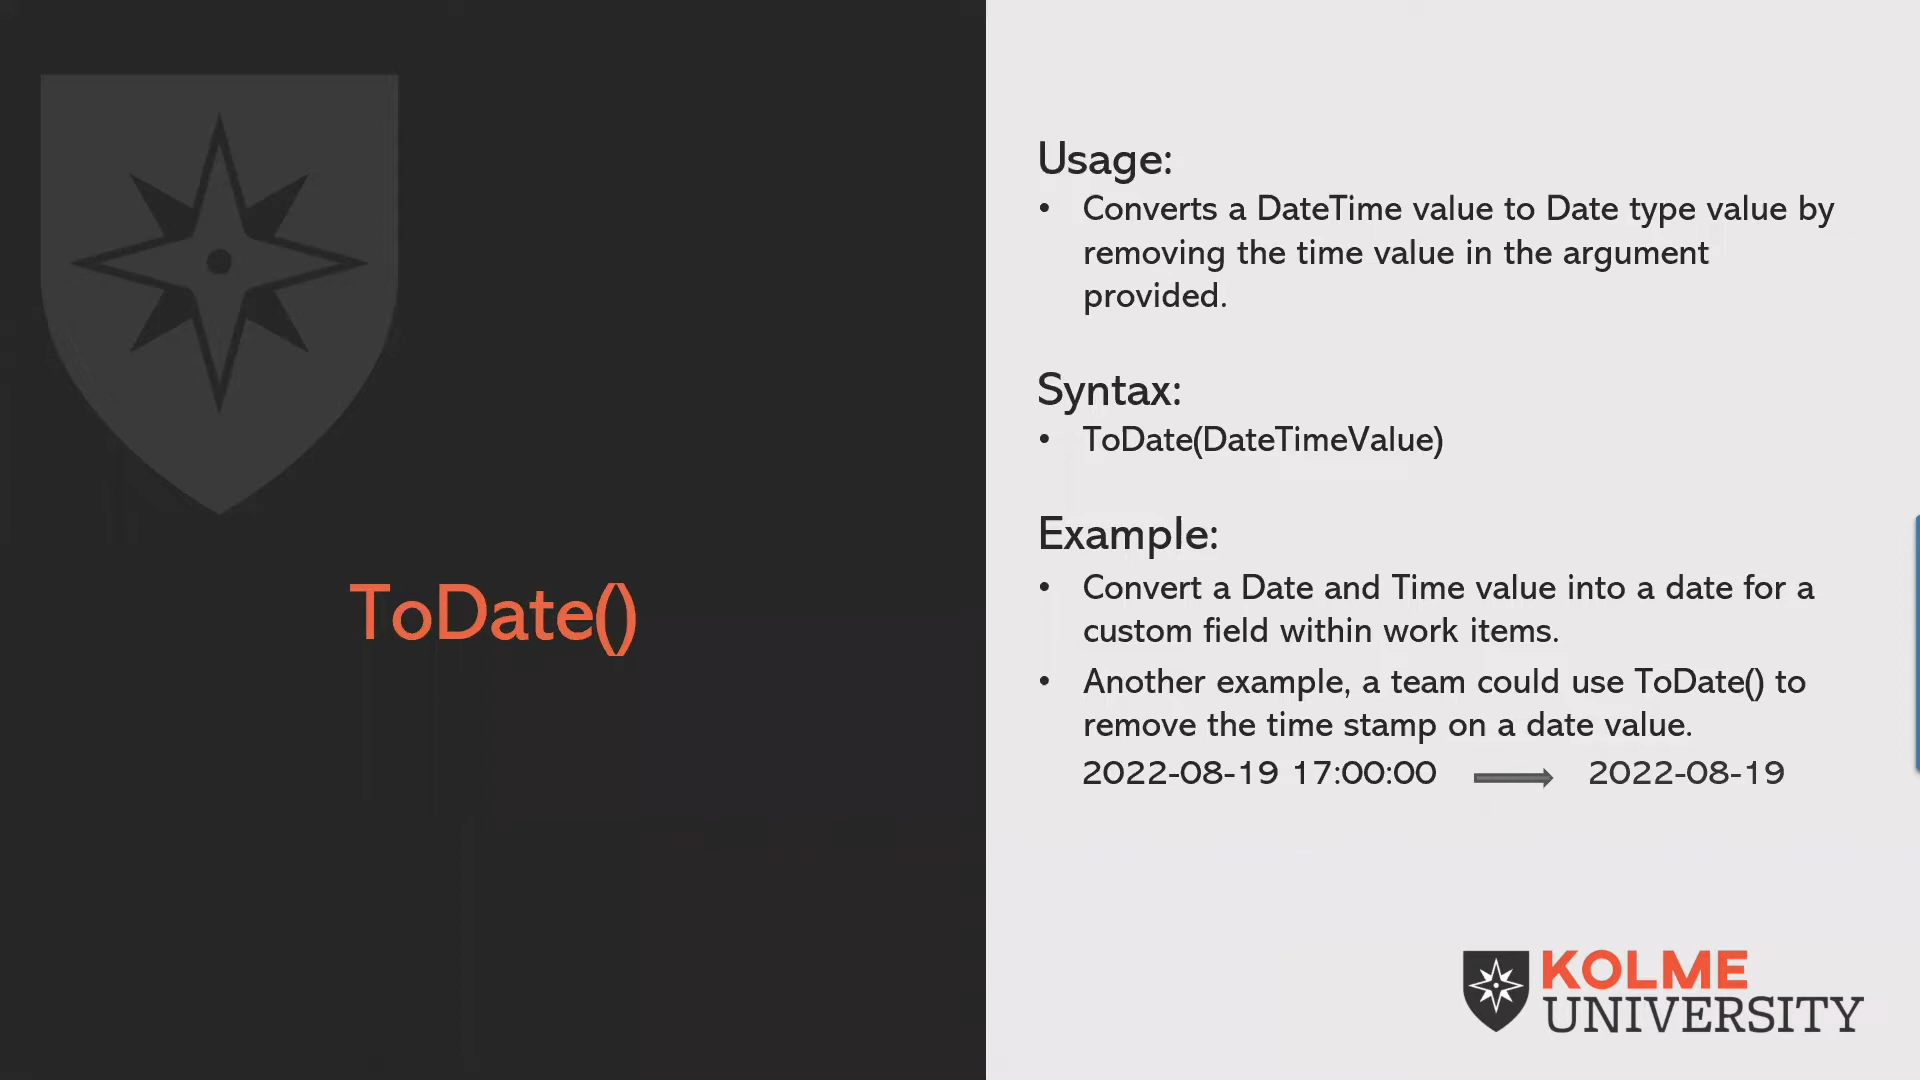 ToDate()
Usage:
• Converts a DateTime value to Date type value by
removing the time value in the argument
provided.
Syntax:
• ToDate(DateTimeValue)
Example:
• Convert a Date and Time value into a date for a
custom field within work items.
• Another example, a team could use ToDate() to
remove the time stamp on a date value.
2022-08-19 17:00:00 2022-08-19
KOLME
UNIVERSITY